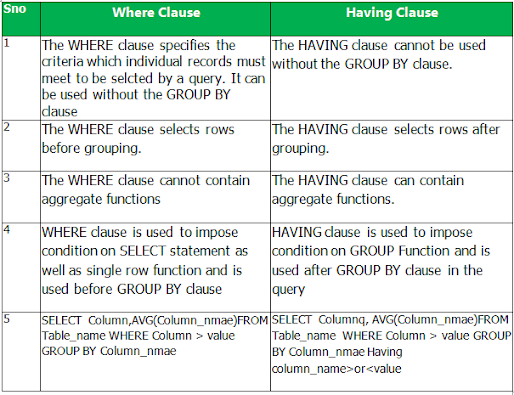 Sno Where Clause Having Clause
1
The WHERE clause specifies the
criteria which individual records must
meet to be selcted by a query. It can
be used without the GROUP BY
clause
The HAVING clause cannot be used
without the GROUP BY clause.
2
The WHERE clause selects rows
before grouping.
The HAVING clause selects rows after
grouping.
3
The WHERE clause cannot contain
aggregate functions
The HAVING clause can contain
aggregate functions.
4
WHERE clause is used to impose
condition on SELECT statement as
well as single row function and is
used before GROUP BY clause
HAVING clause is used to impose
condition on GROUP Function and is
used after GROUP BY clause in the
query
5
SELECT Column,AVG(Column_nmae)FROM
Table_name WHERE Column > value
GROUP BY Column_nmae
SELECT Columnq, AVG(Column_nmae)FROM
Table_name WHERE Column > value GROUP
BY Column_nmae Having
column_name>or<value